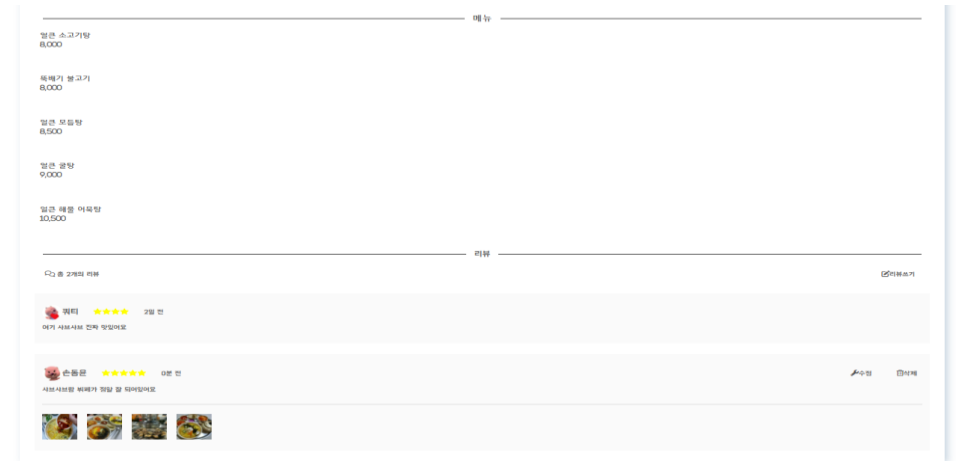 메뉴
얼큰 소고기탕
8,000
뚝배기 불고기
8,000
얼큰 모듬탕
8,500
얼큰 굴탕
9,000
얼큰 해물 어묵탕
10,500
리뷰
총 2개의 리뷰
리뷰쓰기
쿼티 2일 전
여기 샤브샤브 진짜 맛있어요
손동운 0분 전
수정 삭제
샤브샤브랑 뷔페가 정말 잘 되어있어요